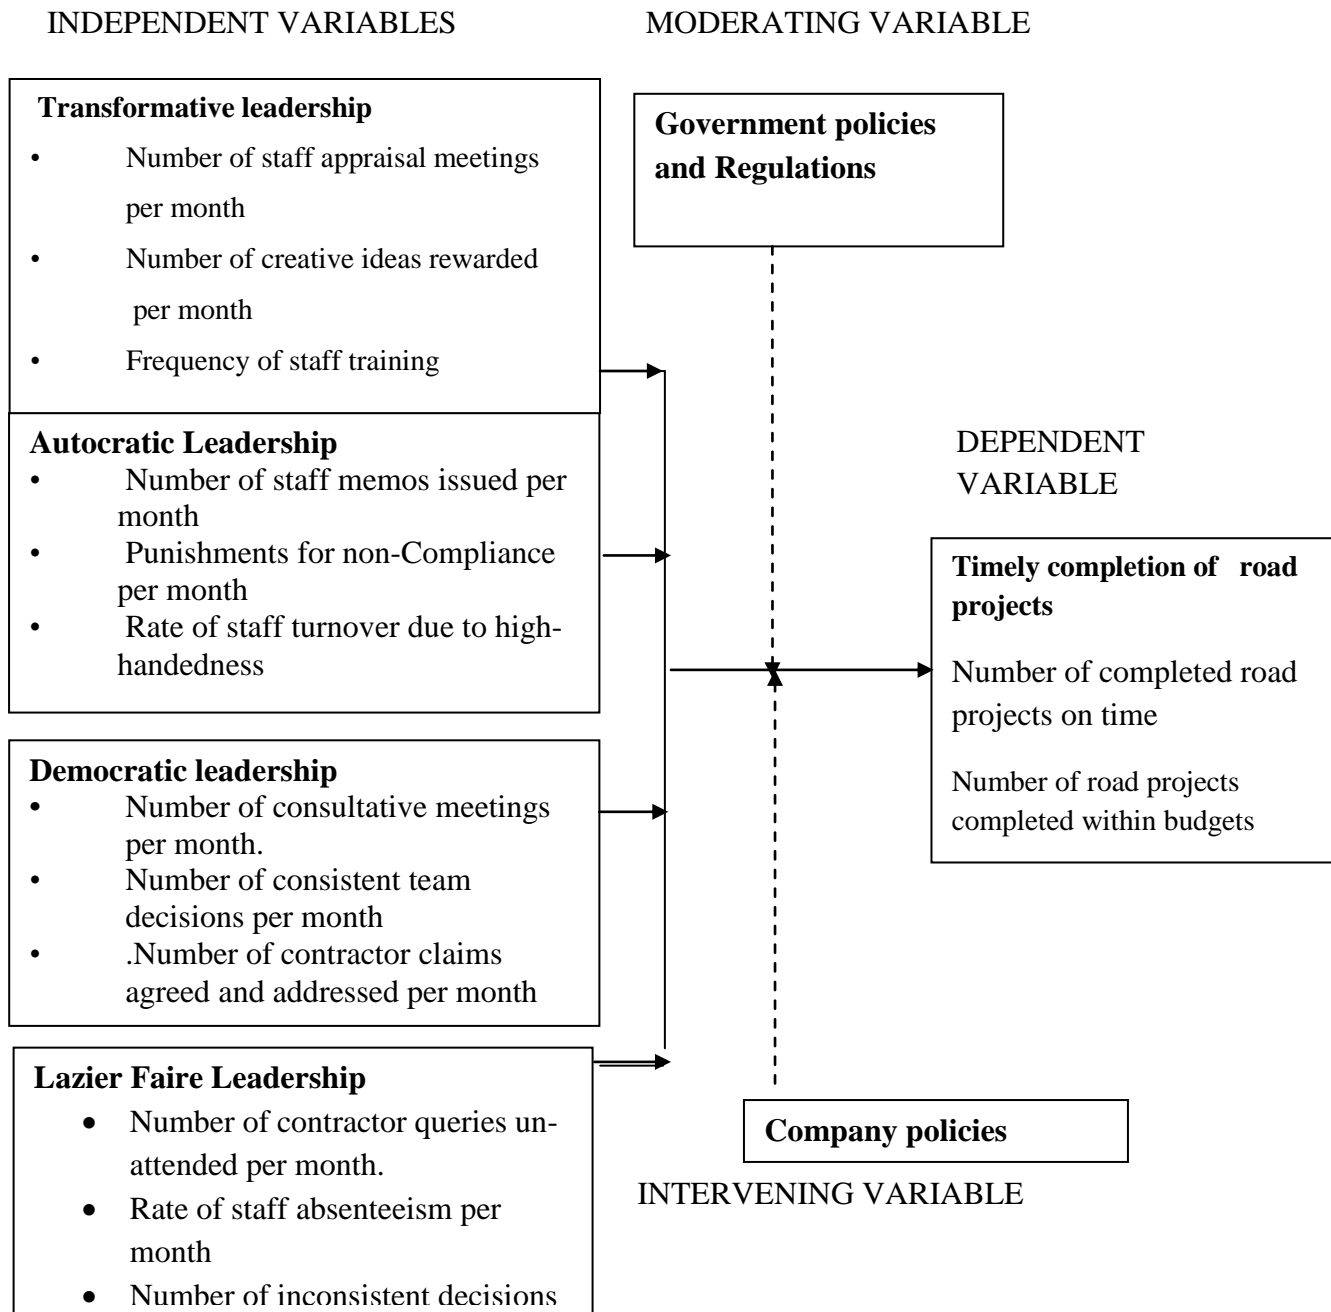 INDEPENDENT VARIABLES
MODERATING VARIABLE
Transformative leadership
• Number of staff appraisal meetings
per month
• Number of creative ideas rewarded
per month
• Frequency of staff training
Government policies
and Regulations
Autocratic Leadership
• Number of staff memos issued per
month
• Punishments for non-Compliance
per month
• Rate of staff turnover due to high-
handedness
DEPENDENT
VARIABLE
Timely completion of road
projects
Number of completed road
projects on time
Number of road projects
completed within budgets
Democratic leadership
• Number of consultative meetings
per month.
• Number of consistent team
decisions per month
• .Number of contractor claims
agreed and addressed per month
Lazier Faire Leadership
• Number of contractor queries un-
attended per month.
• Rate of staff absenteeism per
month
• Number of inconsistent decisions
Company policies
INTERVENING VARIABLE